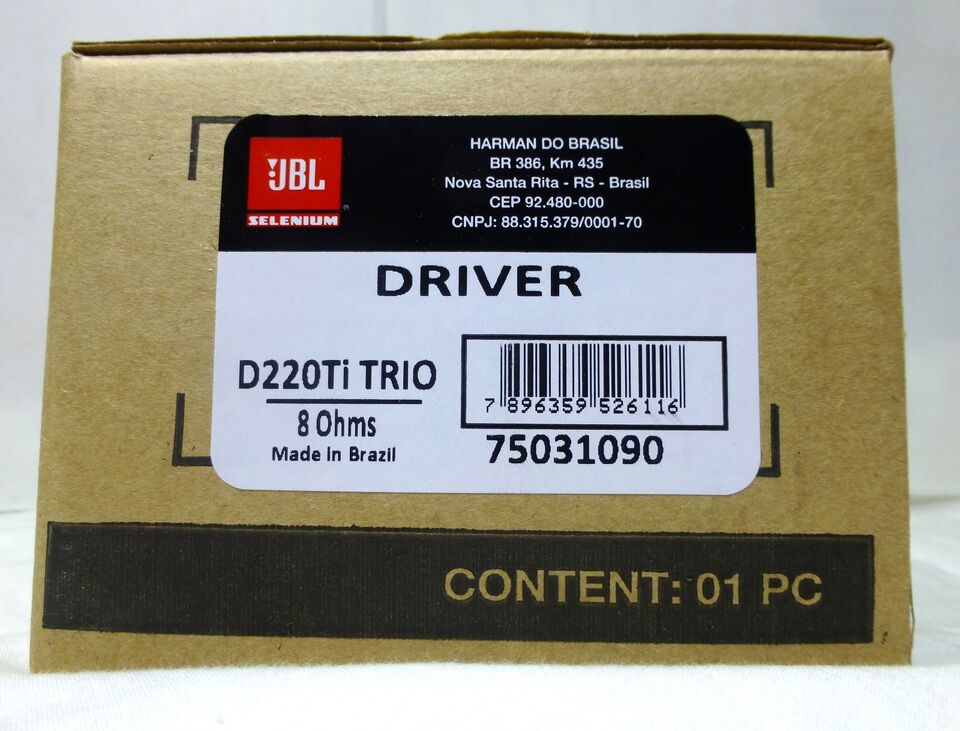 JBL
SELENIUM
HARMAN DO BRASIL
BR 386, Km 435
Nova Santa Rita - RS - Brasil
CEP 92.480-000
CNPJ: 88.315.379/0001-70
DRIVER
D220Ti TRIO
8 Ohms
Made In Brazil
7 896359 526116
75031090
CONTENT: 01 PC